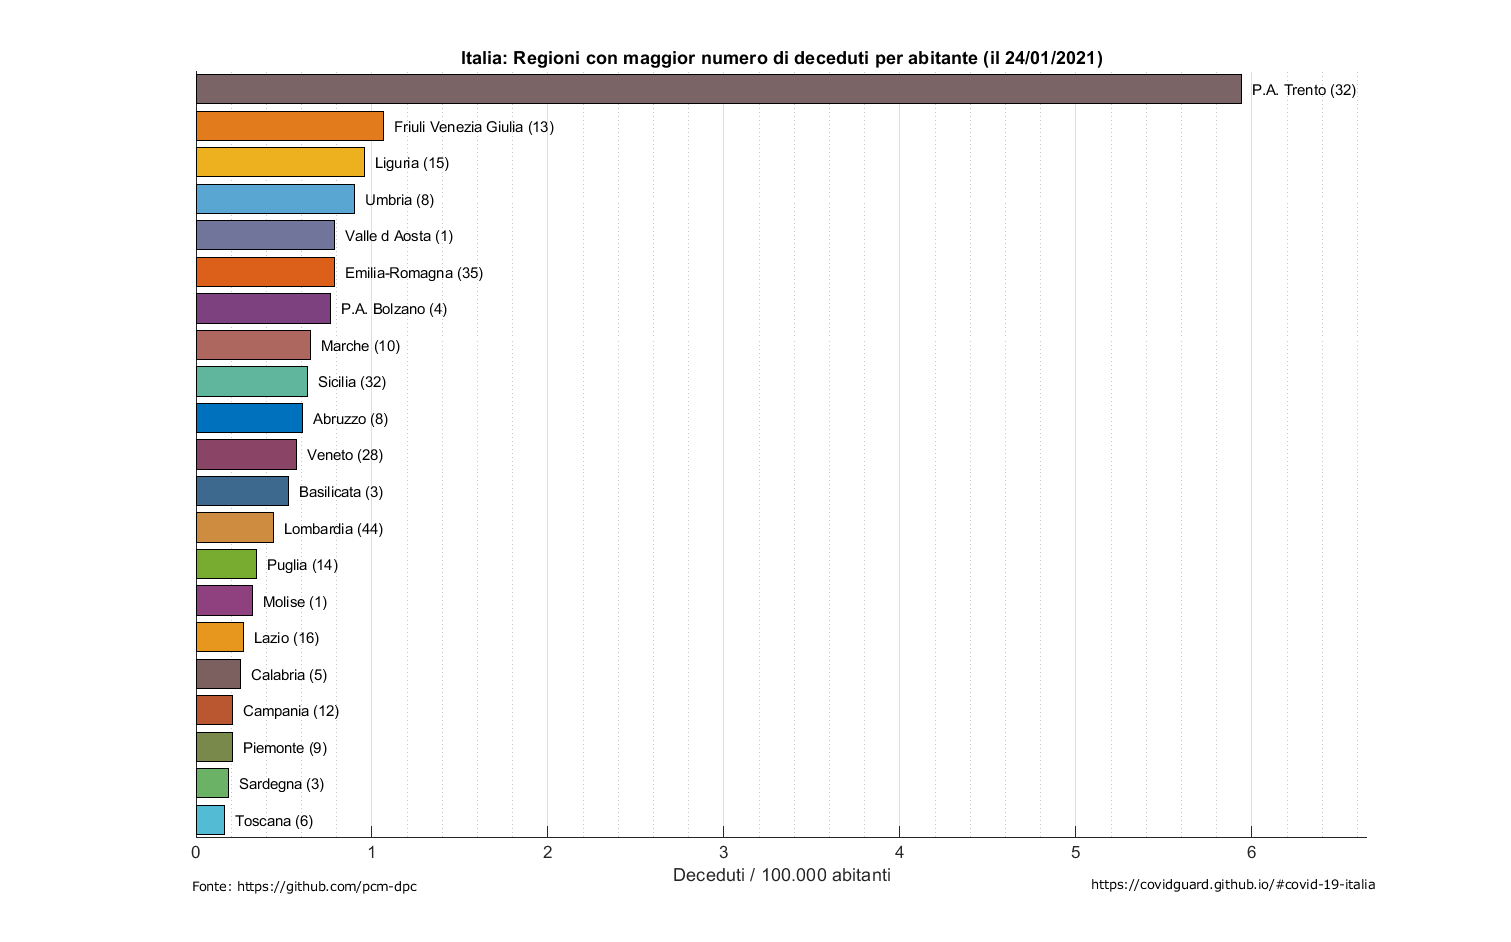 Italia: Regioni con maggior numero di deceduti per abitante (il 24/01/2021)
P.A. Trento (32)
Friuli Venezia Giulia (13)
Liguria (15)
Umbria (8)
Valle d Aosta (1)
Emilia-Romagna (35)
P.A. Bolzano (4)
Marche (10)
Sicilia (32)
Abruzzo (8)
Veneto (28)
Basilicata (3)
Lombardia (44)
Puglia (14)
Molise (1)
Lazio (16)
Calabria (5)
Campania (12)
Piemonte (9)
Sardegna (3)
Toscana (6)
0 1 2 3 4 5 6
Deceduti / 100.000 abitanti
Fonte: https://github.com/pcm-dpc
https://covidguard.github.io/#covid-19-italia